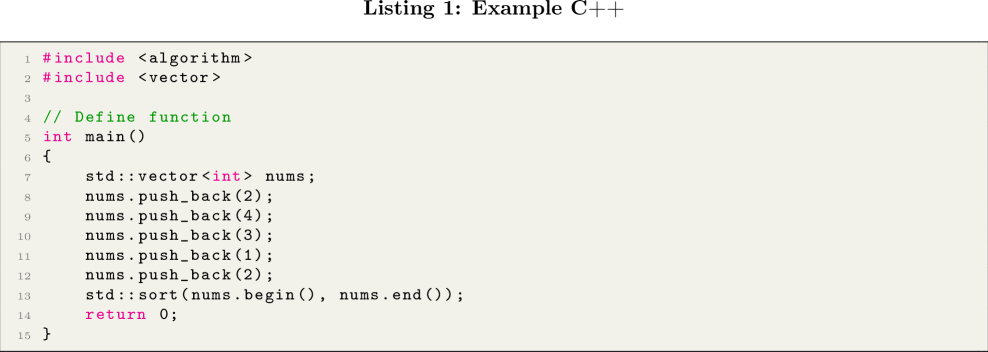 Listing 1: Example C++
1 #include <algorithm>
2 #include <vector>
3
4 // Define function
5 int main()
6 {
7     std::vector<int> nums;
8     nums.push_back(2);
9     nums.push_back(4);
10     nums.push_back(3);
11     nums.push_back(1);
12     nums.push_back(2);
13     std::sort(nums.begin(), nums.end());
14     return 0;
15 }